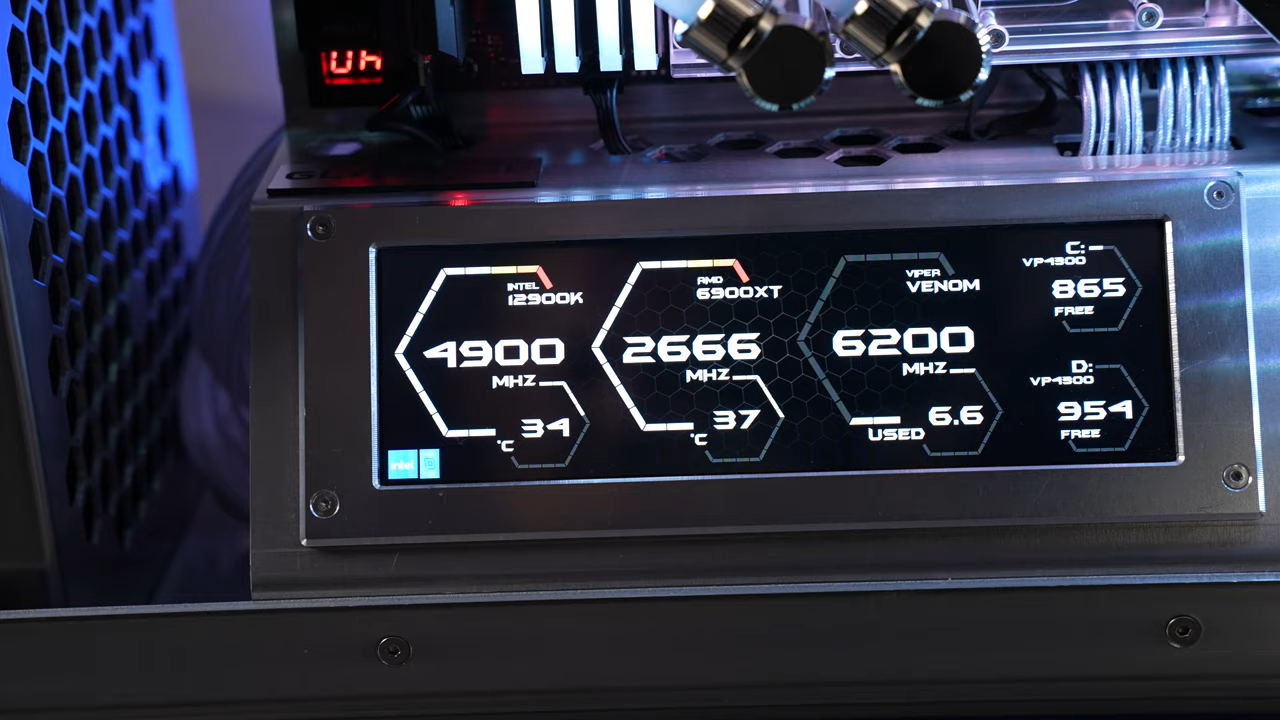 Uh
INTEL
12900K
4900
MHZ
34
°C
intel
AMD
6900XT
2666
MHZ
37
°C
VIPER
VENOM
6200
MHZ
6.6
USED
C:
VP4300
865
FREE
D:
VP4300
954
FREE